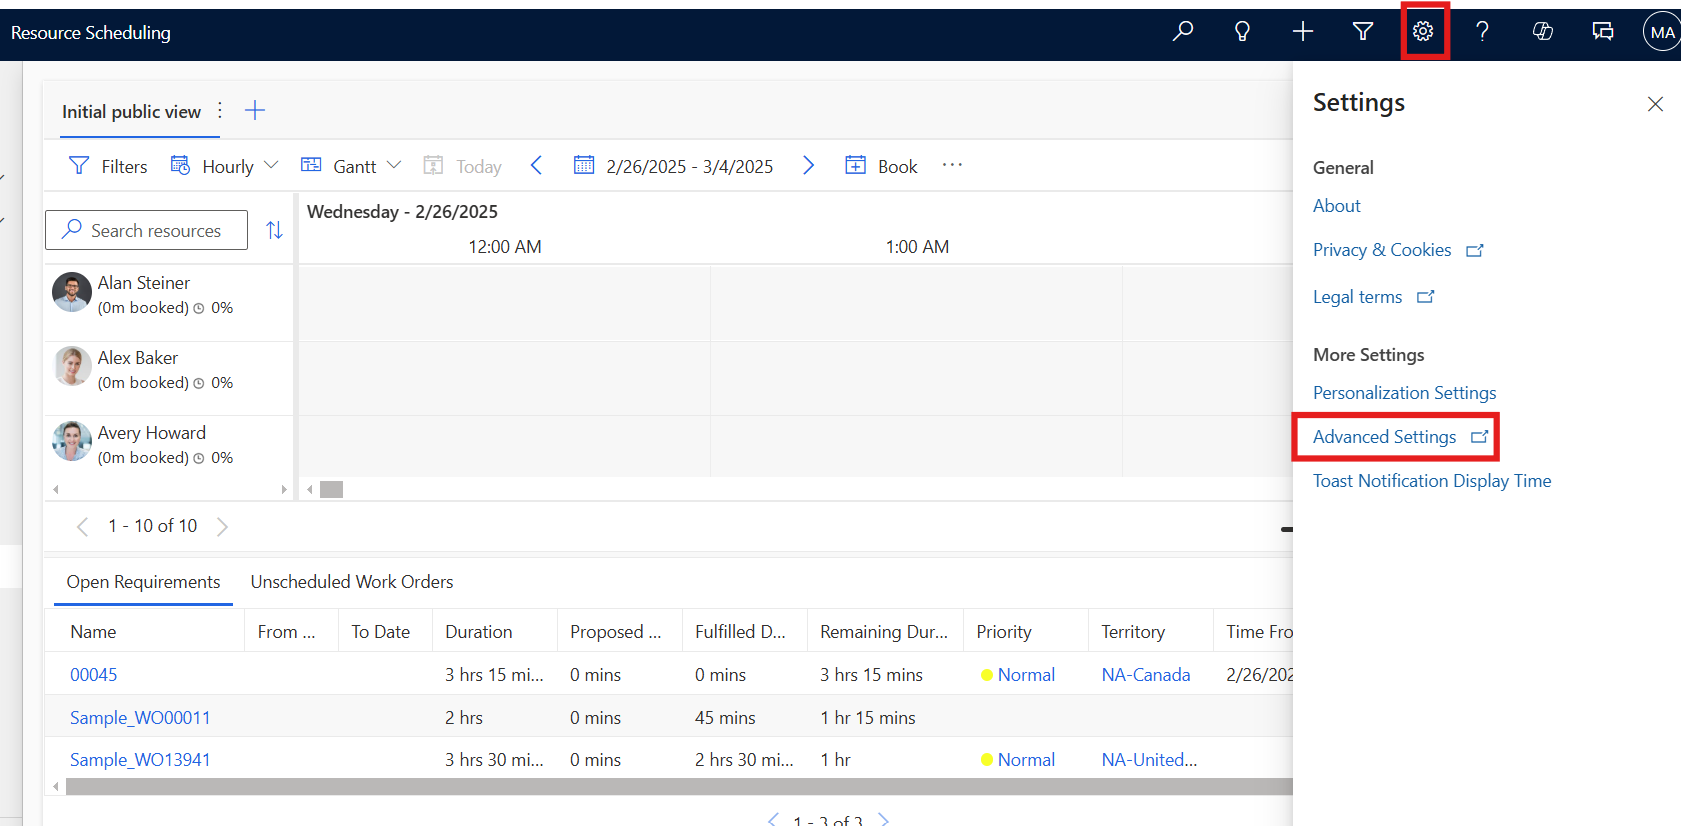 Resource Scheduling
MA
Initial public view
Filters Hourly Gantt Today 2/26/2025 - 3/4/2025 Book ...
Search resources
Wednesday - 2/26/2025
12:00 AM 1:00 AM
Alan Steiner
(0m booked) 0%
Alex Baker
(0m booked) 0%
Avery Howard
(0m booked) 0%
1 - 10 of 10
Open Requirements Unscheduled Work Orders
Name From ... To Date Duration Proposed ... Fulfilled D... Remaining Dur... Priority Territory Time Fro
00045 3 hrs 15 mi... 0 mins 0 mins 3 hrs 15 mins Normal NA-Canada 2/26/202
Sample_WO00011 2 hrs 0 mins 45 mins 1 hr 15 mins
Sample_WO13941 3 hrs 30 mi... 0 mins 2 hrs 30 mi... 1 hr Normal NA-United...
1 - 3 of 3
Settings
General
About
Privacy & Cookies
Legal terms
More Settings
Personalization Settings
Advanced Settings
Toast Notification Display Time